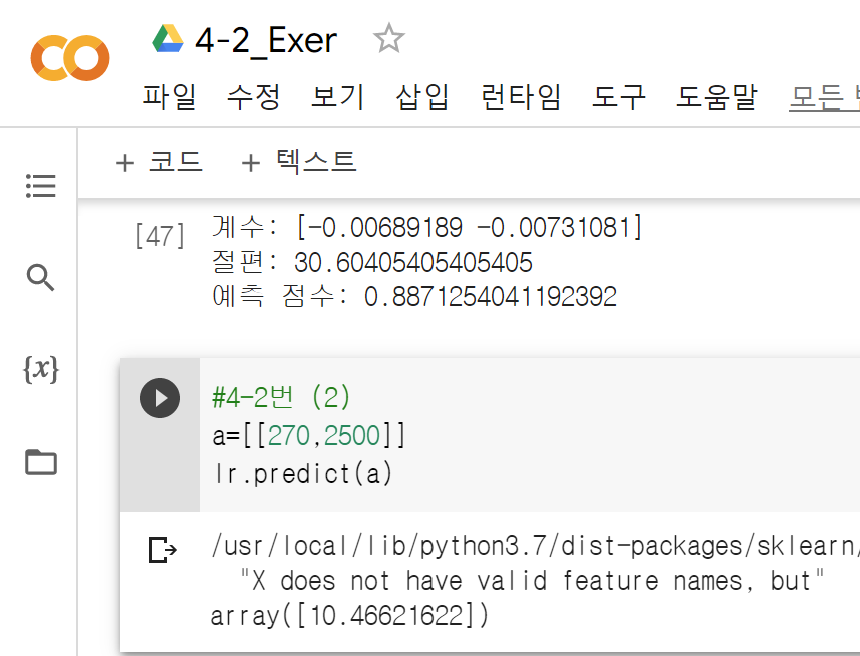 4-2_Exer
파일 수정 보기 삽입 런타임 도구 도움말 모든
+ 코드 + 텍스트
[47] 계수: [-0.00689189 -0.00731081]
절편: 30.60405405405405
예측 점수: 0.8871254041192392
{x}
#4-2번 (2)
a=[[270,2500]]
lr.predict(a)
/usr/local/lib/python3.7/dist-packages/sklearn/
"X does not have valid feature names, but"
array([10.46621622])